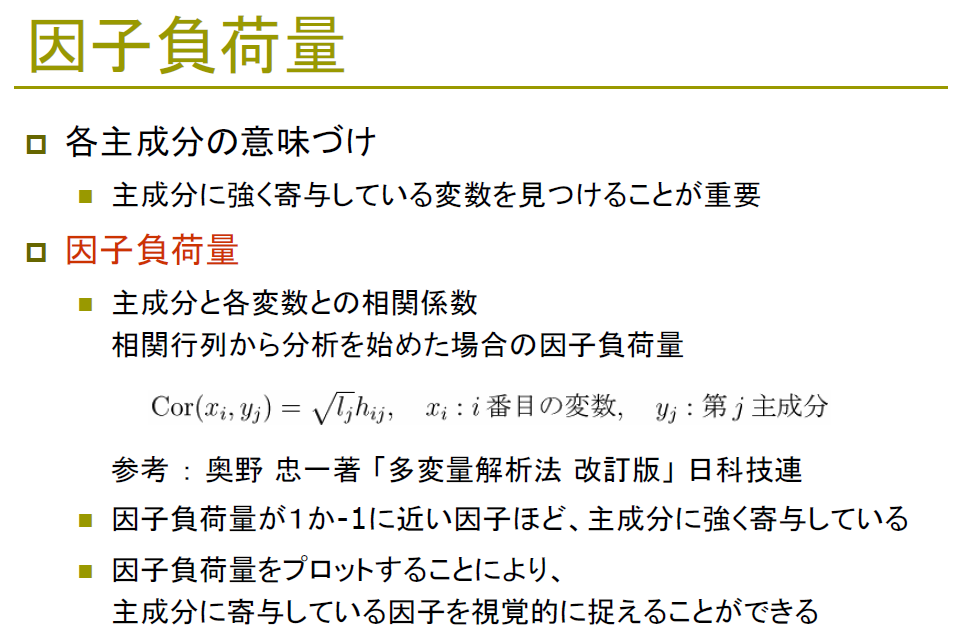 因子負荷量
各主成分の意味づけ
主成分に強く寄与している変数を見つけることが重要
因子負荷量
主成分と各変数との相関係数
相関行列から分析を始めた場合の因子負荷量
Cor(x_i, y_j) = √l_j h_ij, x_i : i 番目の変数, y_j : 第 j 主成分
参考 : 奥野 忠一著 「多変量解析法 改訂版」 日科技連
因子負荷量が1か-1に近い因子ほど、主成分に強く寄与している
因子負荷量をプロットすることにより、
主成分に寄与している因子を視覚的に捉えることができる